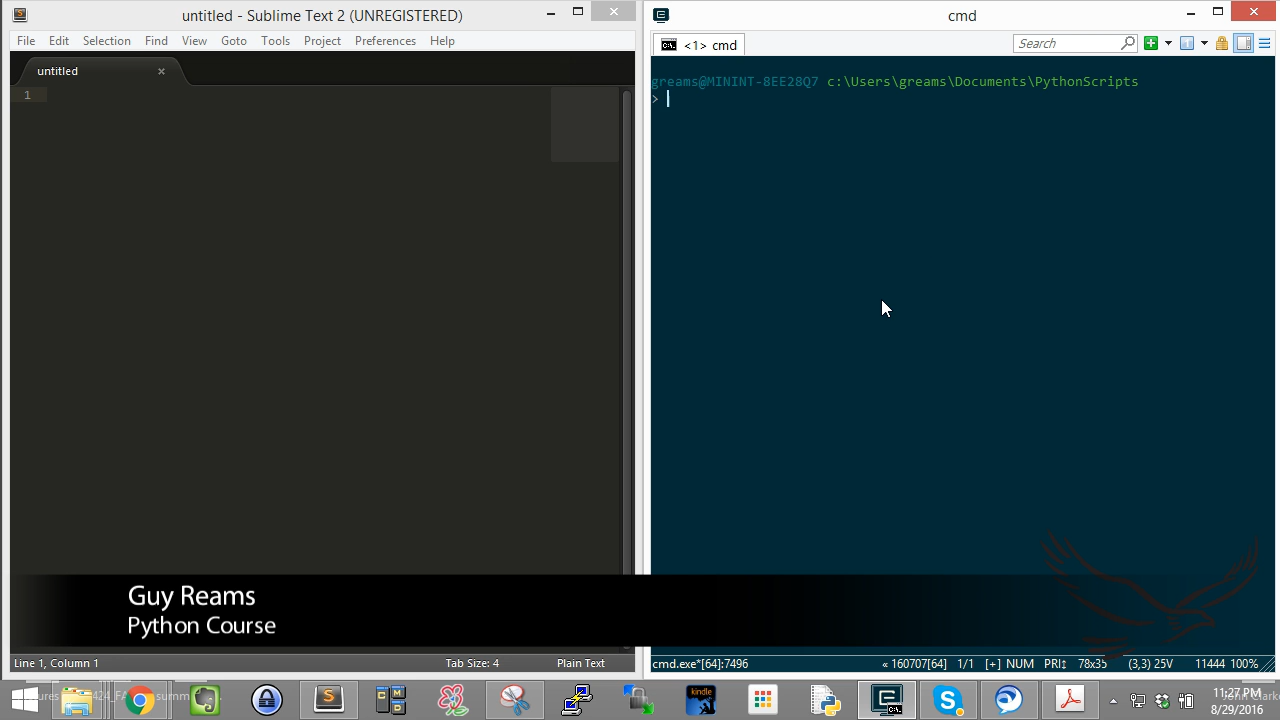 untitled - Sublime Text 2 (UNREGISTERED)
File Edit Selection Find View Goto Tools Project Preferences Help
untitled
1
Line 1, Column 1 Tab Size: 4 Plain Text
cmd
<1> cmd Search
greams@MININT-8EE28Q7 c:\Users\greams\Documents\PythonScripts
>
cmd.exe*[64]:7496 « 160707[64] 1/1 [+] NUM PRI‡ 78x35 (3,3) 25V 11444 100%
Guy Reams
Python Course
kindle
11:27 PM
8/29/2016